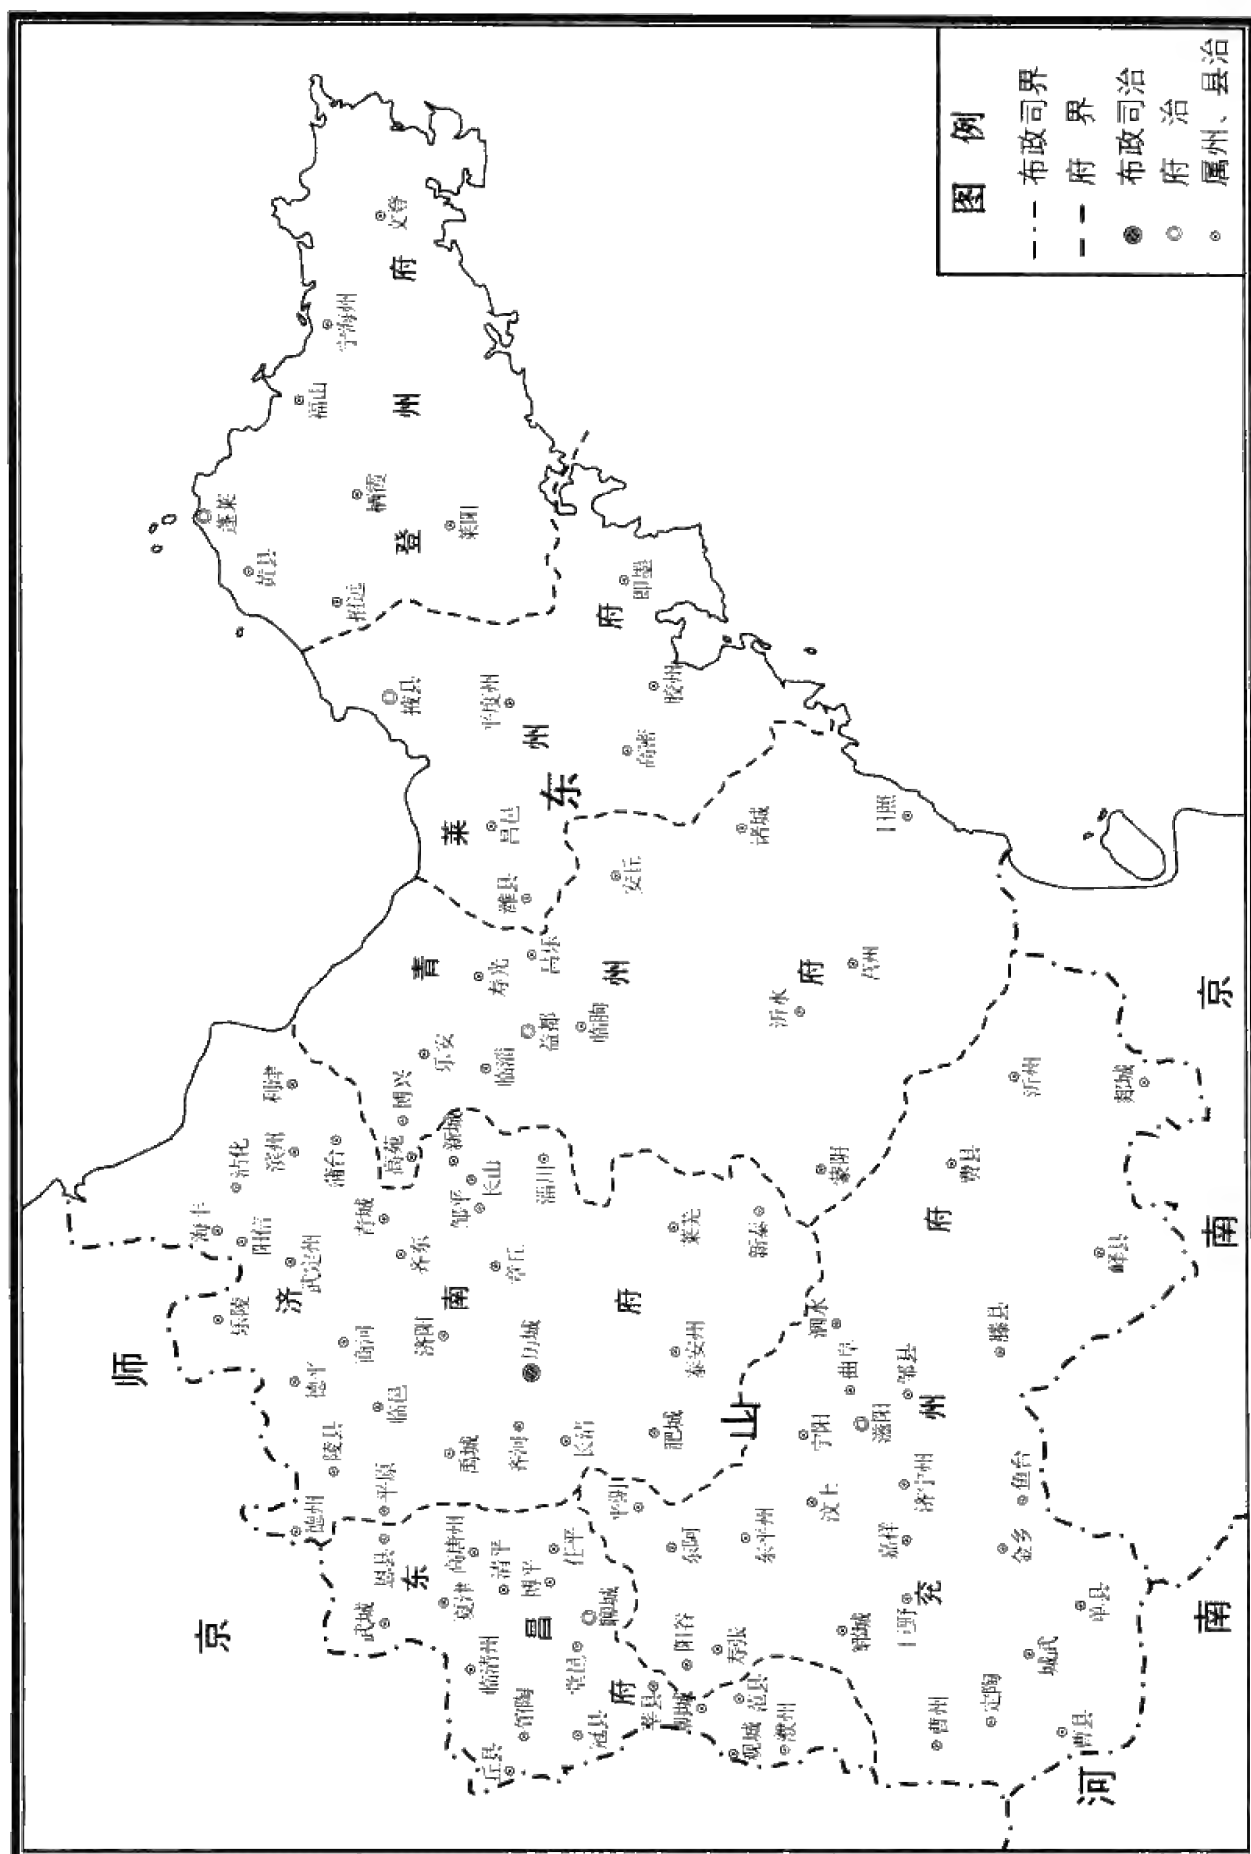 图 例
布政司界
府 界
布政司治
府 治
属州、县治
京 师
山 东
南 京
河 南
登 州 府
文登
宁海州
福山
蓬莱
黄县
栖霞
莱阳
招远
莱 州 府
掖县
平度州
即墨
胶州
高密
昌邑
潍县
青 州 府
诸城
日照
安丘
昌乐
寿光
益都
临朐
乐安
临淄
博兴
高苑
沂水
莒州
蒙阴
济 南 府
利津
沾化
滨州
蒲台
海丰
阳信
武定州
乐陵
青城
齐东
新城
长山
邹平
淄川
章丘
商河
济阳
德平
临邑
历城
陵县
德州
平原
禹城
齐河
长清
莱芜
新泰
泰安州
肥城
东 昌 府
恩县
武城
高唐州
夏津
清平
博平
茌平
聊城
临清州
堂邑
馆陶
丘县
冠县
莘县
朝城
观城
范县
濮州
兖 州 府
平阴
东阿
东平州
阳谷
寿张
汶上
宁阳
滋阳
曲阜
泗水
邹县
济宁州
嘉祥
巨野
郓城
滕县
峄县
费县
沂州
郯城
鱼台
金乡
单县
城武
定陶
曹州
曹县